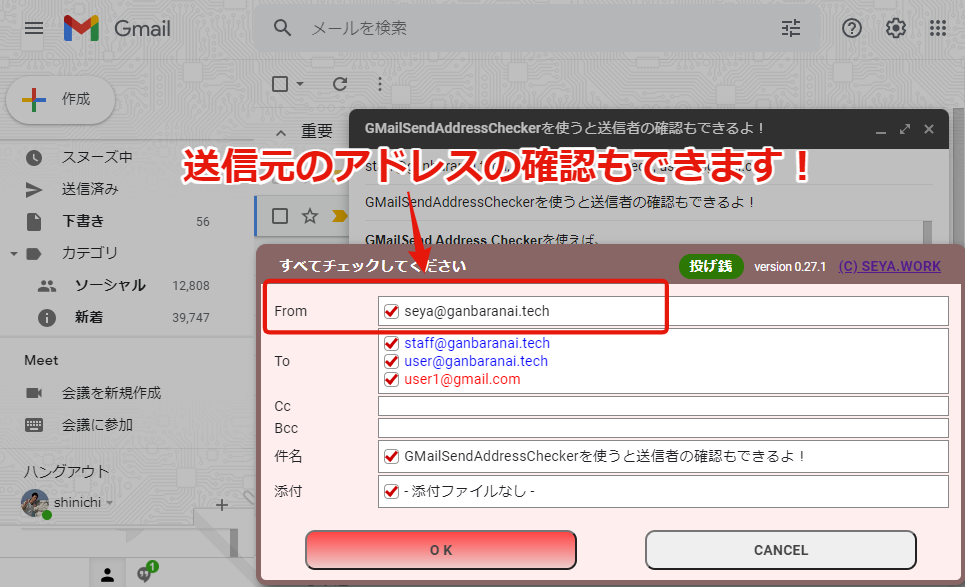 Gmail
メールを検索
作成
重要
GMailSendAddressCheckerを使うと送信者の確認もできるよ！
送信元のアドレスの確認もできます！
GMailSendAddressCheckerを使うと送信者の確認もできるよ！
GMailSend Address Checkerを使えば、
スヌーズ中
送信済み
下書き 56
カテゴリ
ソーシャル 12,808
新着 39,747
Meet
会議を新規作成
会議に参加
ハングアウト
shinichi
1
すべてチェックしてください 投げ銭 version 0.27.1 (C) SEYA.WORK
From seya@ganbaranai.tech
To staff@ganbaranai.tech
user@ganbaranai.tech
user1@gmail.com
Cc
Bcc
件名 GMailSendAddressCheckerを使うと送信者の確認もできるよ！
添付 - 添付ファイルなし -
O K CANCEL